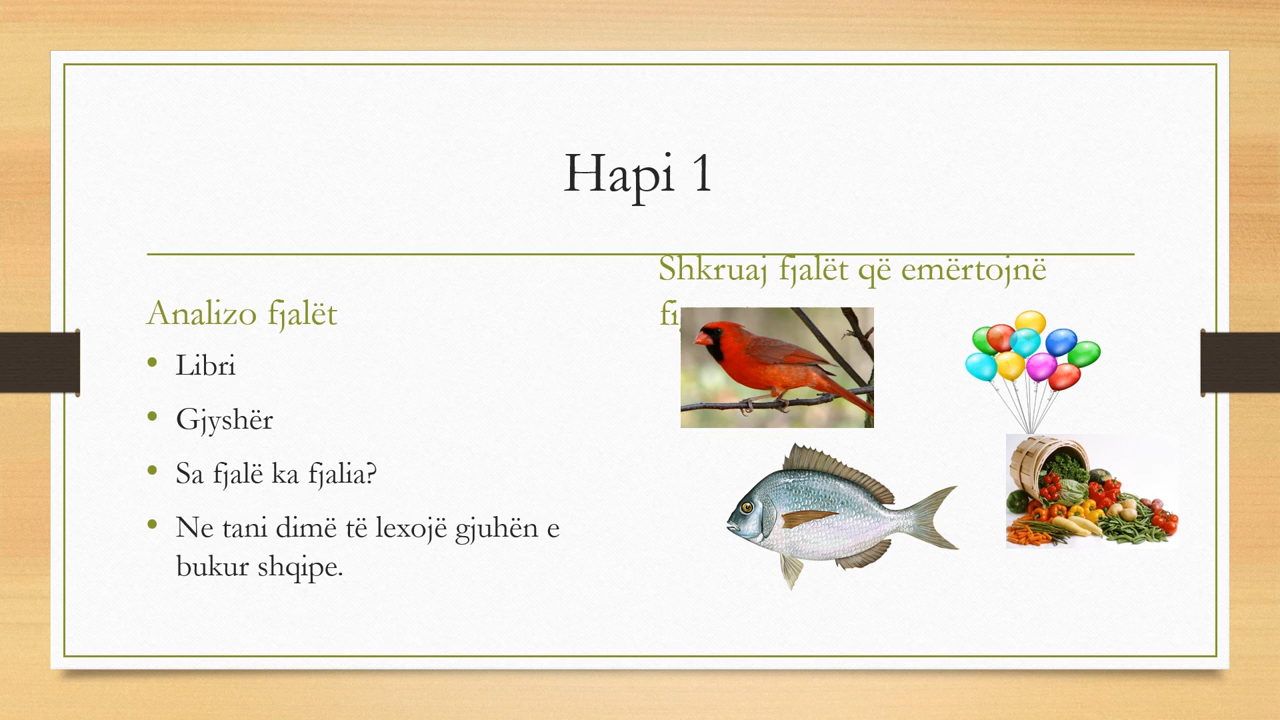 Hapi 1
Analizo fjalët
Libri
Gjyshër
Sa fjalë ka fjalia?
Ne tani dimë të lexojë gjuhën e
bukur shqipe.
Shkruaj fjalët që emërtojnë